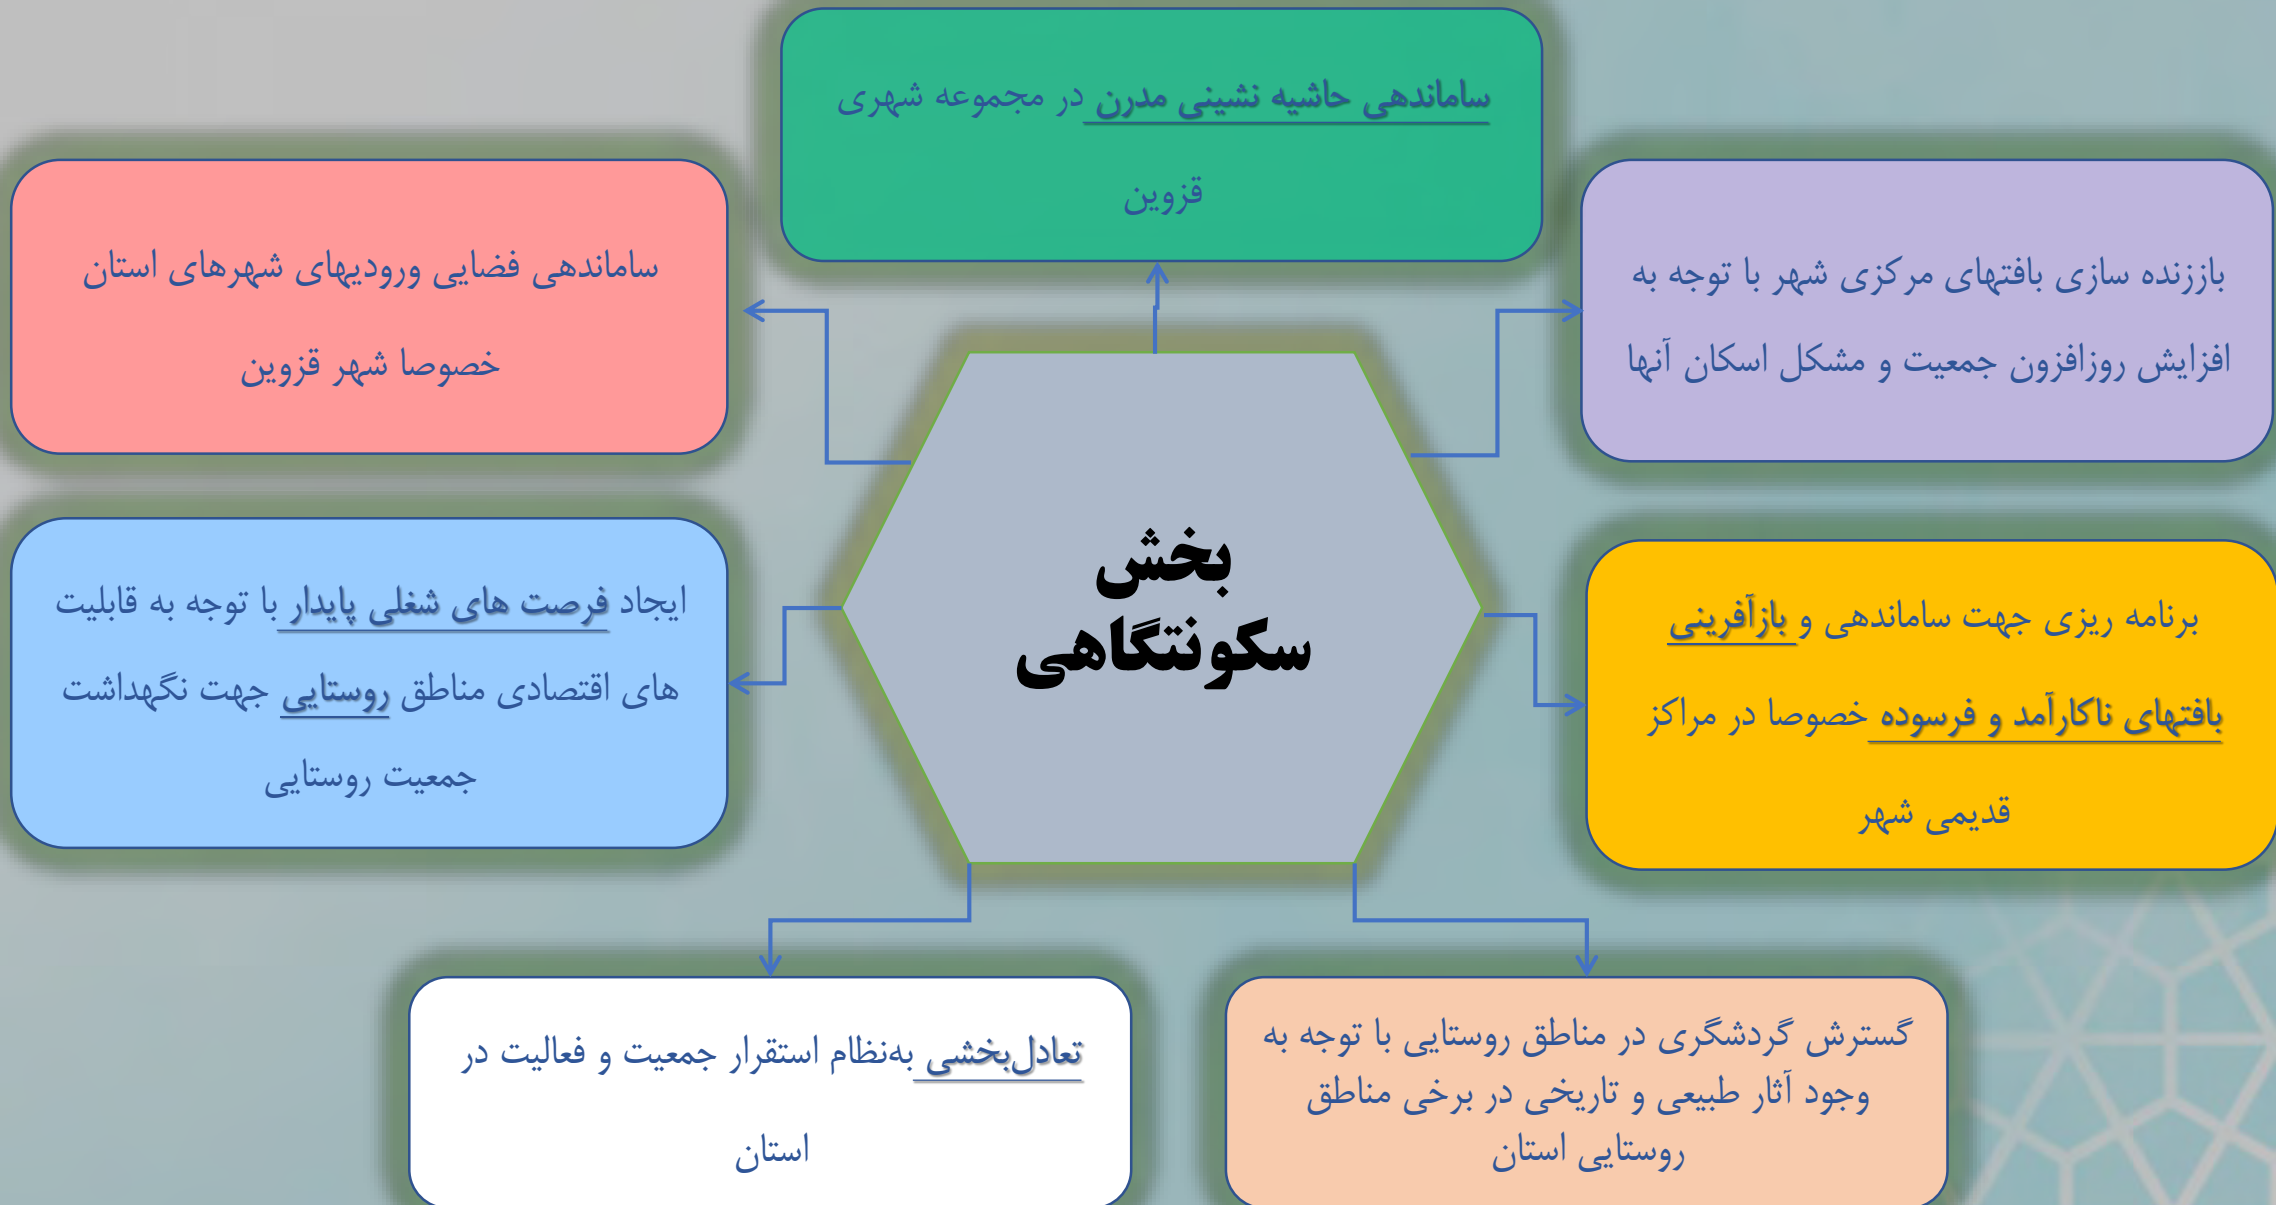 ساماندهی حاشیه نشینی مدرن در مجموعه شهری
قزوین
باززنده سازی بافتهای مرکزی شهر با توجه به
افزایش روزافزون جمعیت و مشکل اسکان آنها
ساماندهی فضایی ورودیهای شهرهای استان
خصوصا شهر قزوین
بخش
سکونتگاهی
برنامه ریزی جهت ساماندهی و بازآفرینی
بافتهای ناکارآمد و فرسوده خصوصا در مراکز
قدیمی شهر
ایجاد فرصت های شغلی پایدار با توجه به قابلیت
های اقتصادی مناطق روستایی جهت نگهداشت
جمعیت روستایی
گسترش گردشگری در مناطق روستایی با توجه به
وجود آثار طبیعی و تاریخی در برخی مناطق
روستایی استان
تعادل‌بخشی به‌نظام استقرار جمعیت و فعالیت در
استان